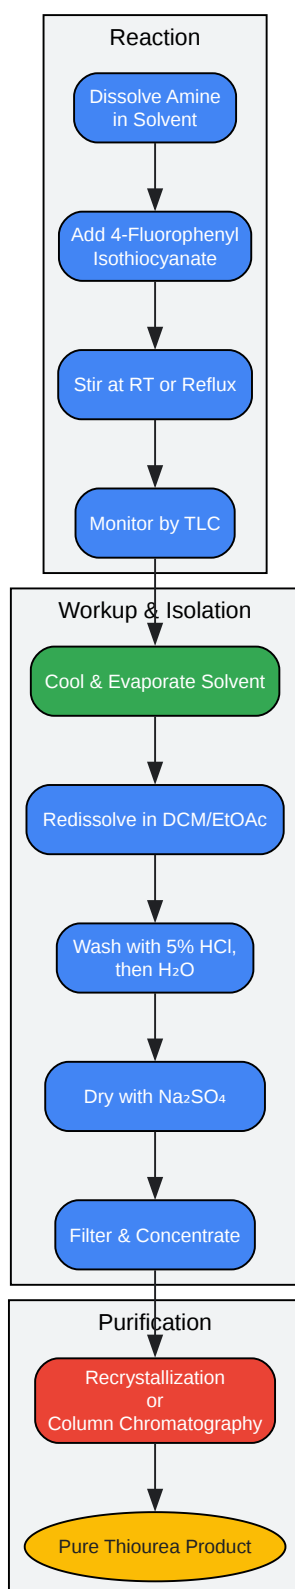 Reaction
Dissolve Amine
in Solvent
Add 4-Fluorophenyl
Isothiocyanate
Stir at RT or Reflux
Monitor by TLC
Workup & Isolation
Cool & Evaporate Solvent
Redissolve in DCM/EtOAc
Wash with 5% HCl,
then H₂O
Dry with Na₂SO₄
Filter & Concentrate
Purification
Recrystallization
or
Column Chromatography
Pure Thiourea Product